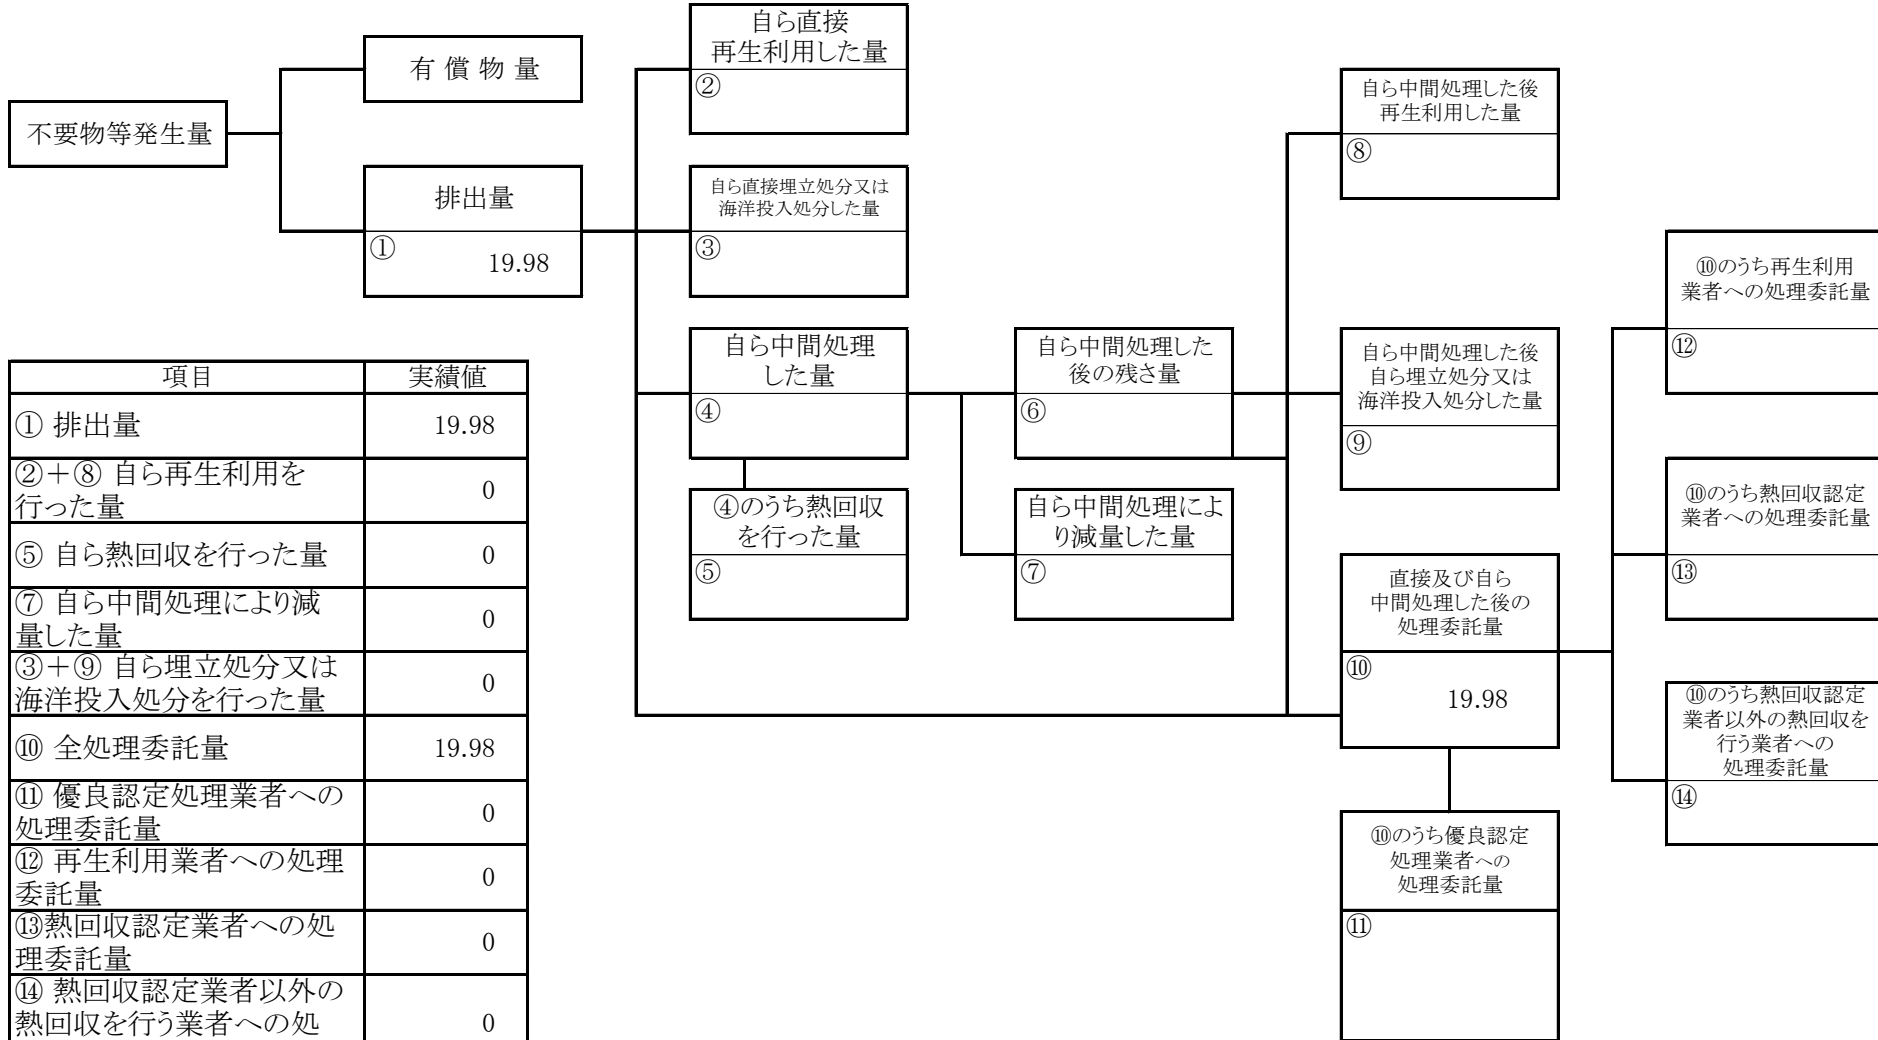 不要物等発生量
有 償 物 量
排出量
①
19.98
自ら直接
再生利用した量
②
自ら直接埋立処分又は
海洋投入処分した量
③
自ら中間処理
した量
④
④のうち熱回収
を行った量
⑤
自ら中間処理した
後の残さ量
⑥
自ら中間処理によ
り減量した量
⑦
自ら中間処理した後
再生利用した量
⑧
自ら中間処理した後
自ら埋立処分又は
海洋投入処分した量
⑨
直接及び自ら
中間処理した後の
処理委託量
⑩
19.98
⑩のうち優良認定
処理業者への
処理委託量
⑪
⑩のうち再生利用
業者への処理委託量
⑫
⑩のうち熱回収認定
業者への処理委託量
⑬
⑩のうち熱回収認定
業者以外の熱回収を
行う業者への
処理委託量
⑭
項目 実績値
① 排出量 19.98
②＋⑧ 自ら再生利用を
行った量 0
⑤ 自ら熱回収を行った量 0
⑦ 自ら中間処理により減
量した量 0
③＋⑨ 自ら埋立処分又は
海洋投入処分を行った量 0
⑩ 全処理委託量 19.98
⑪ 優良認定処理業者への
処理委託量 0
⑫ 再生利用業者への処理
委託量 0
⑬熱回収認定業者への処
理委託量 0
⑭ 熱回収認定業者以外の
熱回収を行う業者への処 0